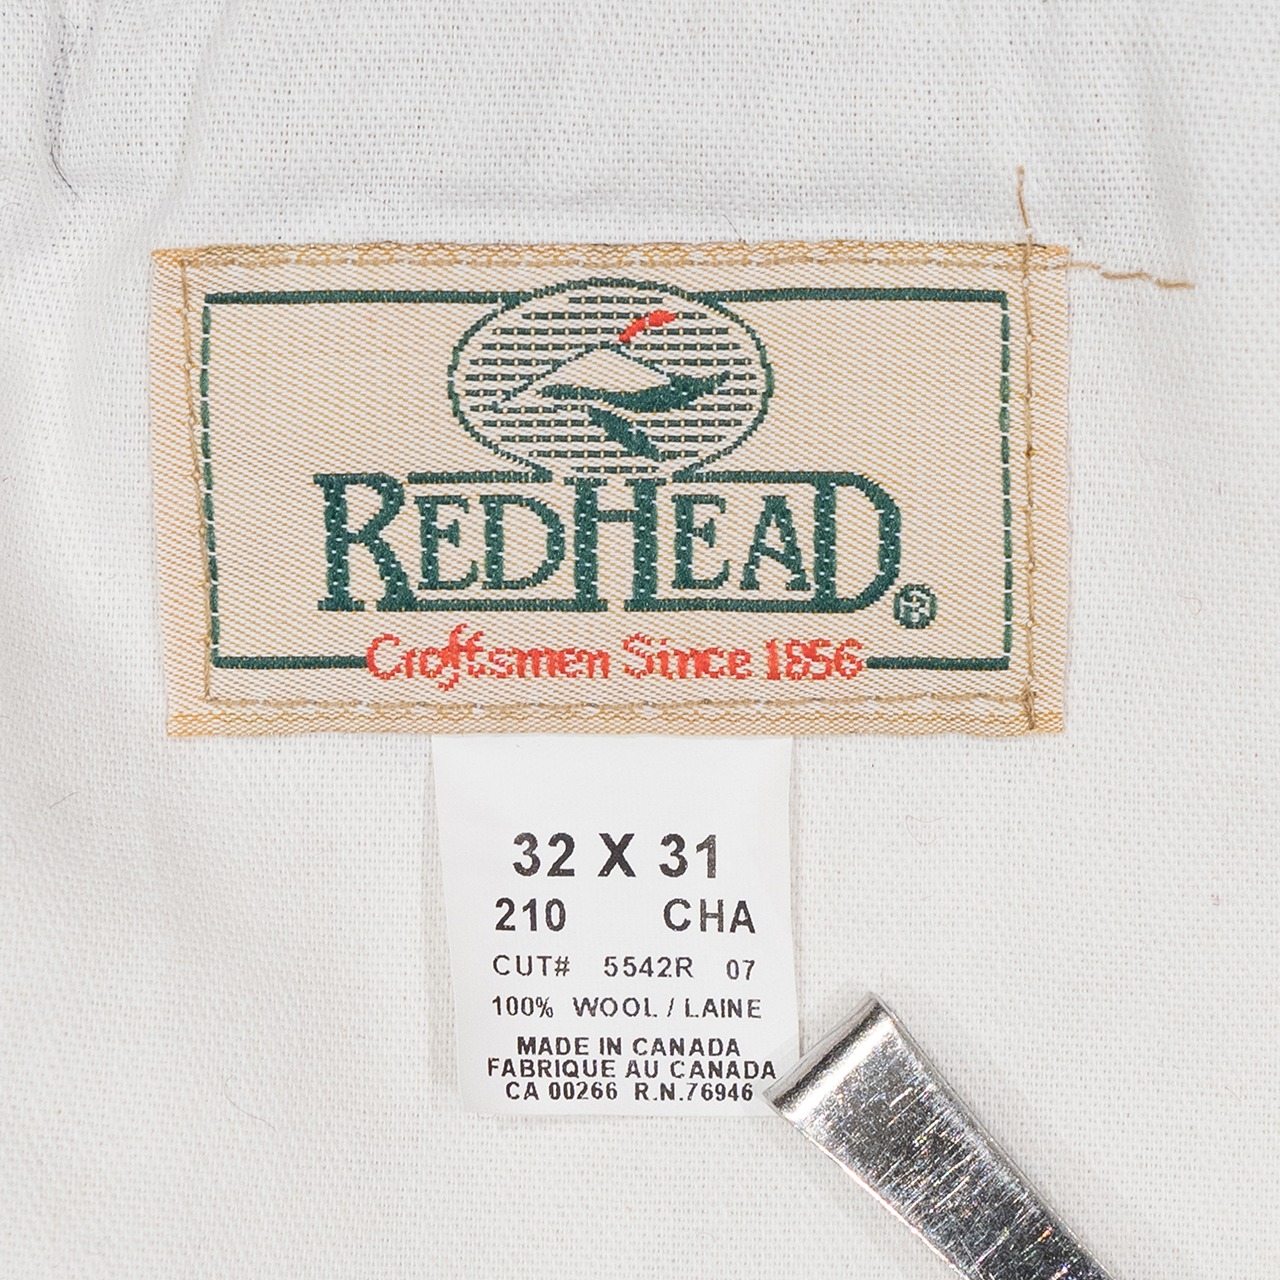 REDHEAD®
Craftsmen Since 1856
32 X 31
210 CHA
CUT# 5542R 07
100% WOOL / LAINE
MADE IN CANADA
FABRIQUE AU CANADA
CA 00266 R.N.76946